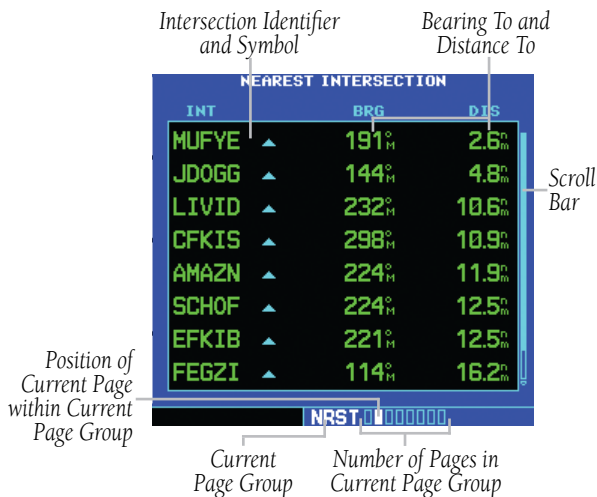 Intersection Identifier
and Symbol
Bearing To and
Distance To
NEAREST INTERSECTION
INT BRG DIS
MUFYE 191°M 2.6nm
JDOGG 144°M 4.8nm
LIVID 232°M 10.6nm
CFKIS 298°M 10.9nm
AMAZN 224°M 11.9nm
SCHOF 224°M 12.5nm
EFKIB 221°M 12.5nm
FEGZI 114°M 16.2nm
Scroll
Bar
Position of
Current Page
within Current
Page Group
NRST
Current
Page Group
Number of Pages in
Current Page Group